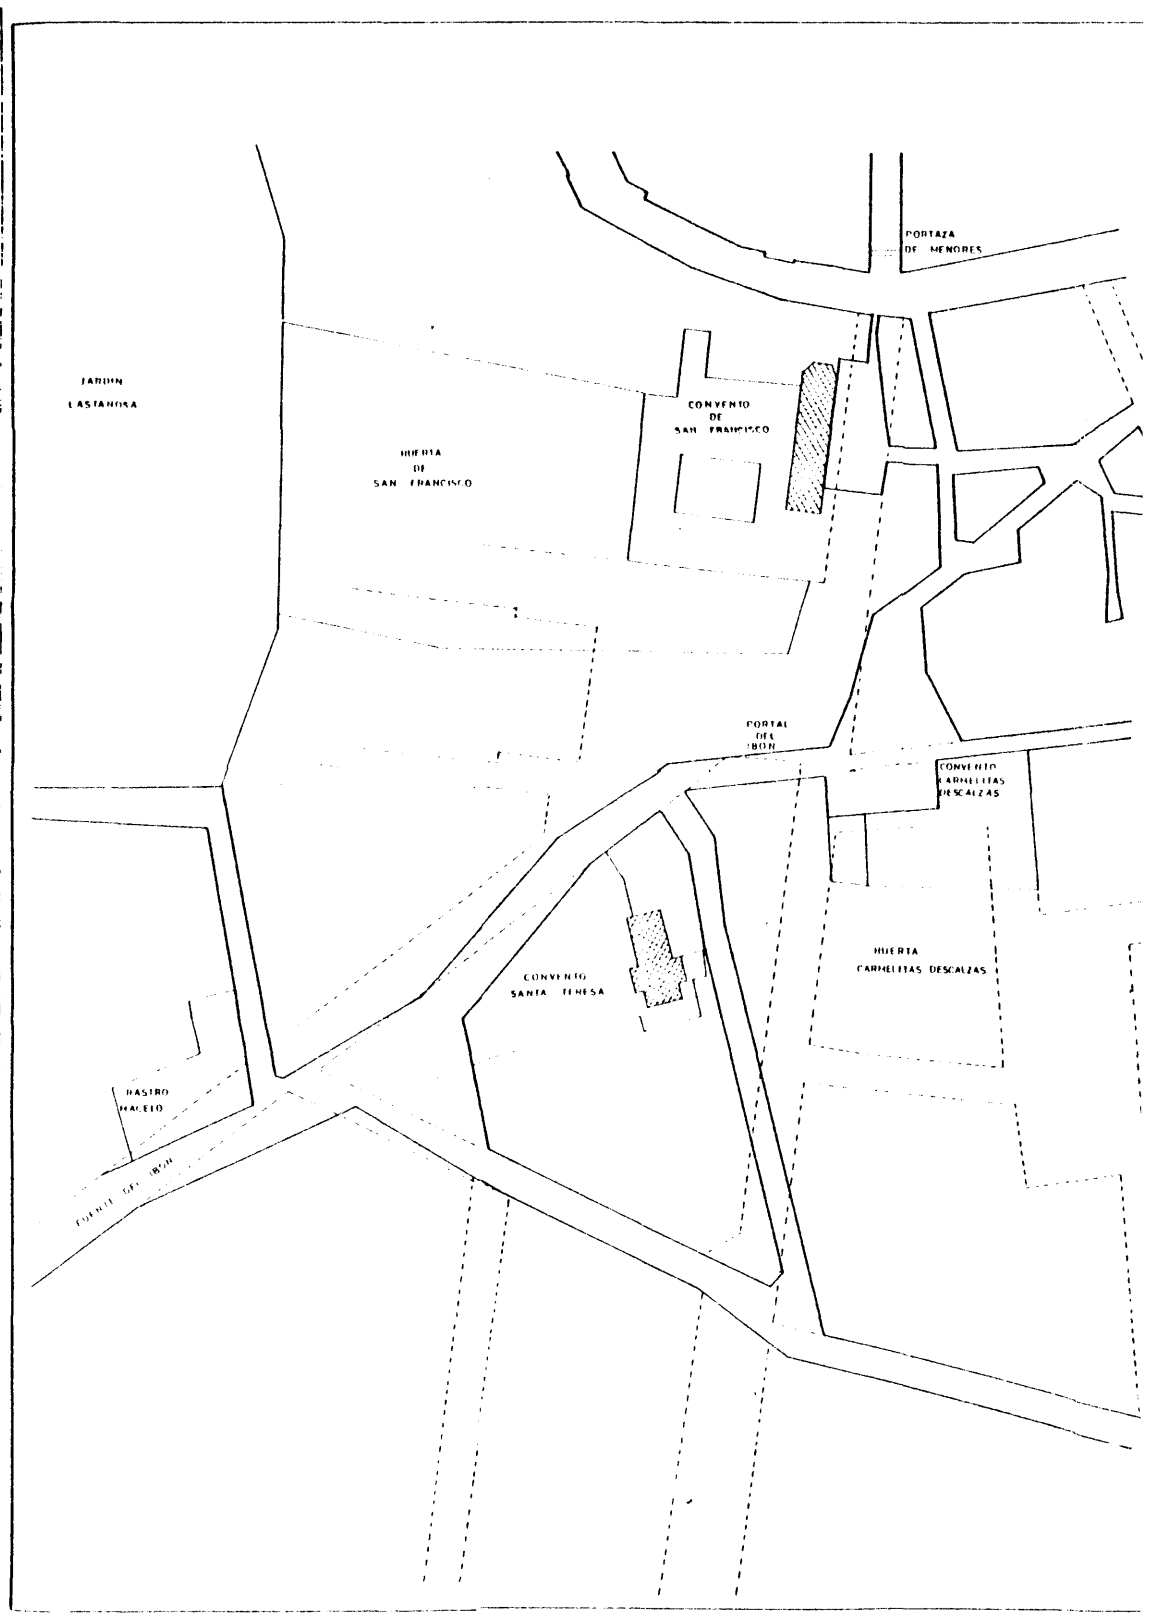 PORTAZA
DE MENORES
JARDIN
LASTANOSA
CONVENTO
DE
SAN FRANCISCO
HUERTA
DE
SAN FRANCISCO
PORTAL
DEL
IBON
CONVENTO
CARMELITAS
DESCALZAS
HUERTA
CARMELITAS DESCALZAS
CONVENTO
SANTA TERESA
RASTRO
MACELO
FUENTE DEL IBON